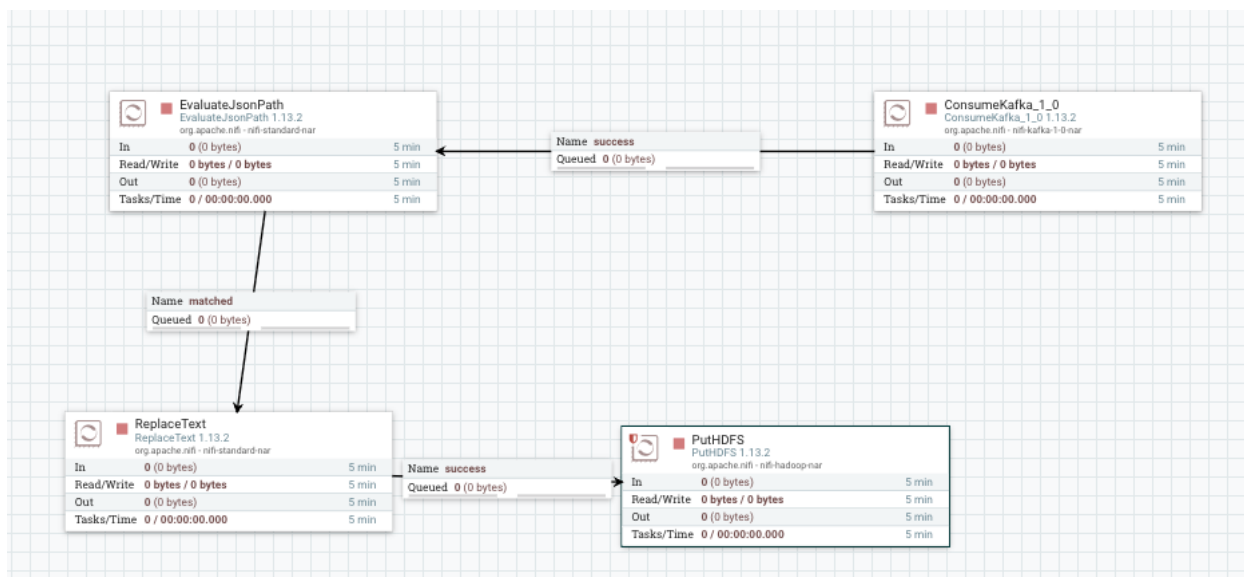 EvaluateJsonPath
EvaluateJsonPath 1.13.2
org.apache.nifi - nifi-standard-nar
In 0 (0 bytes) 5 min
Read/Write 0 bytes / 0 bytes 5 min
Out 0 (0 bytes) 5 min
Tasks/Time 0 / 00:00:00.000 5 min
Name success
Queued 0 (0 bytes)
ConsumeKafka_1_0
ConsumeKafka_1_0 1.13.2
org.apache.nifi - nifi-kafka-1-0-nar
In 0 (0 bytes) 5 min
Read/Write 0 bytes / 0 bytes 5 min
Out 0 (0 bytes) 5 min
Tasks/Time 0 / 00:00:00.000 5 min
Name matched
Queued 0 (0 bytes)
ReplaceText
ReplaceText 1.13.2
org.apache.nifi - nifi-standard-nar
In 0 (0 bytes) 5 min
Read/Write 0 bytes / 0 bytes 5 min
Out 0 (0 bytes) 5 min
Tasks/Time 0 / 00:00:00.000 5 min
Name success
Queued 0 (0 bytes)
PutHDFS
PutHDFS 1.13.2
org.apache.nifi - nifi-hadoop-nar
In 0 (0 bytes) 5 min
Read/Write 0 bytes / 0 bytes 5 min
Out 0 (0 bytes) 5 min
Tasks/Time 0 / 00:00:00.000 5 min